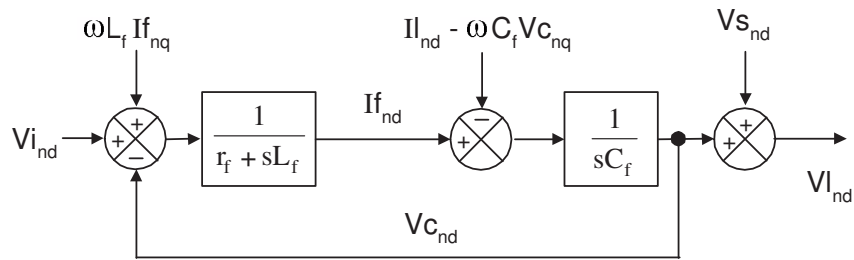 ωL_f If_nq
Il_nd - ωC_f Vc_nq
Vs_nd
Vi_nd
+
+
−
1
r_f + sL_f
If_nd
−
+
1
sC_f
+
+
Vl_nd
Vc_nd